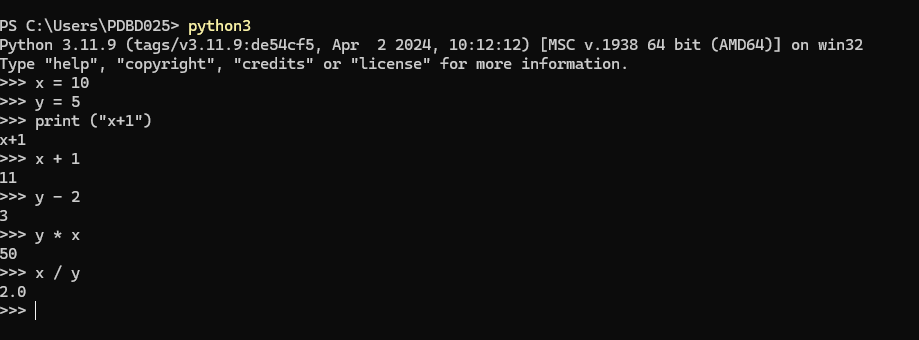 PS C:\Users\PDBD025> python3
Python 3.11.9 (tags/v3.11.9:de54cf5, Apr  2 2024, 10:12:12) [MSC v.1938 64 bit (AMD64)] on win32
Type "help", "copyright", "credits" or "license" for more information.
>>> x = 10
>>> y = 5
>>> print ("x+1")
x+1
>>> x + 1
11
>>> y - 2
3
>>> y * x
50
>>> x / y
2.0
>>>